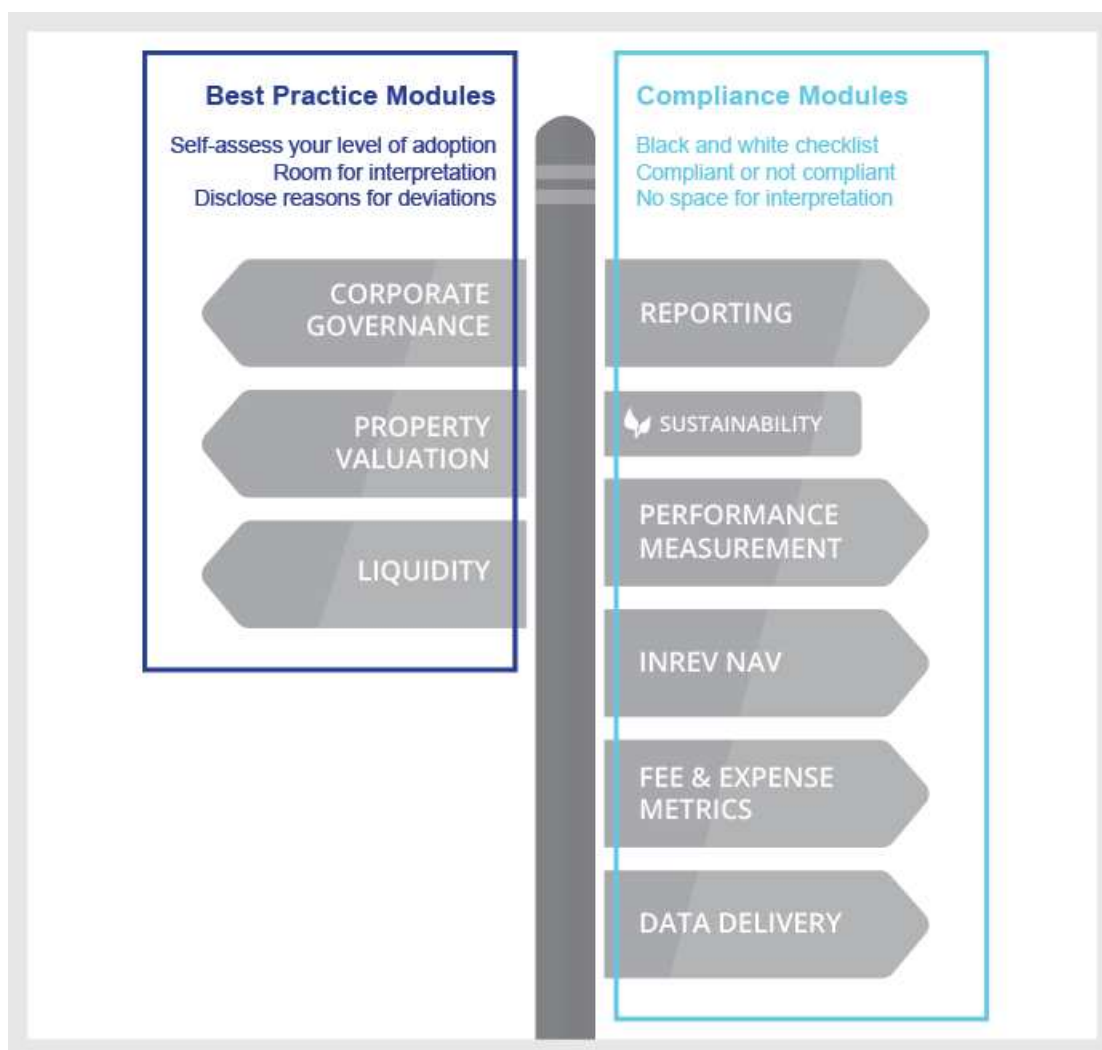 Best Practice Modules
Self-assess your level of adoption
Room for interpretation
Disclose reasons for deviations
CORPORATE
GOVERNANCE
PROPERTY
VALUATION
LIQUIDITY
Compliance Modules
Black and white checklist
Compliant or not compliant
No space for interpretation
REPORTING
SUSTAINABILITY
PERFORMANCE
MEASUREMENT
INREV NAV
FEE & EXPENSE
METRICS
DATA DELIVERY